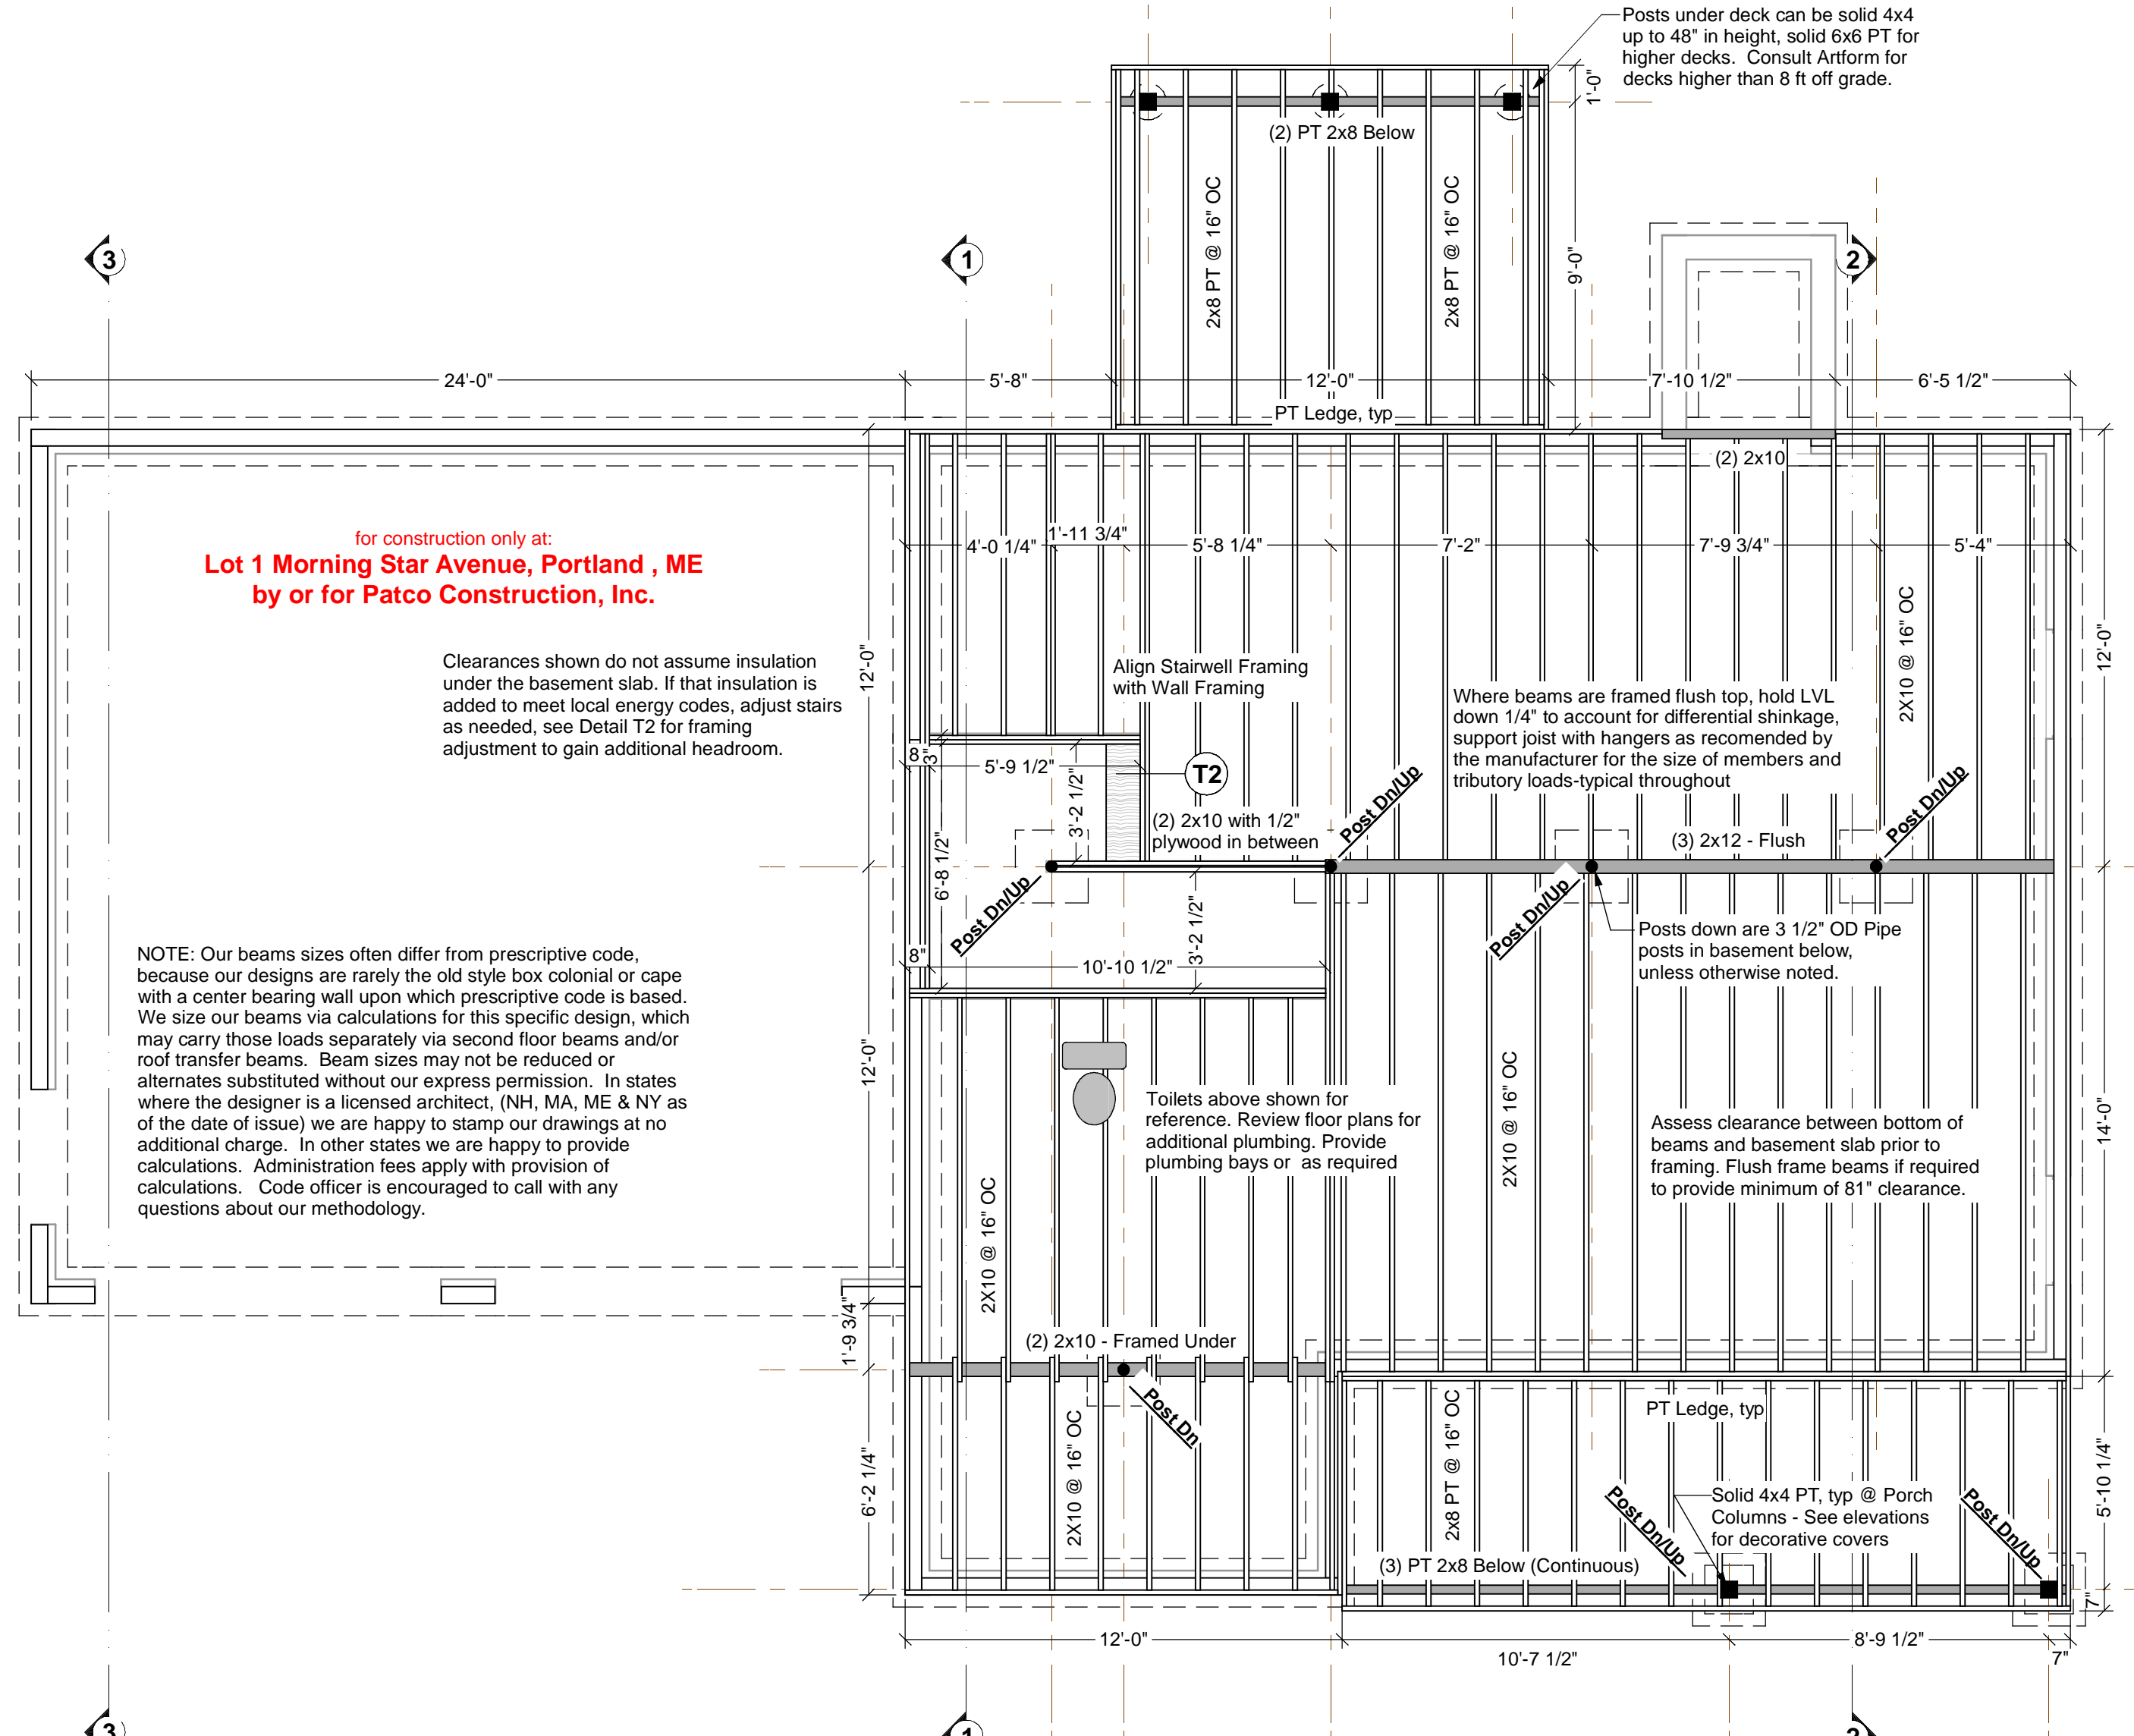 Posts under deck can be solid 4x4
up to 48" in height, solid 6x6 PT for
higher decks.  Consult Artform for
decks higher than 8 ft off grade.
1'-0"
(2) PT 2x8 Below
2x8 PT @ 16" OC
2x8 PT @ 16" OC
9'-0"
3
1
2
24'-0"
5'-8"
12'-0"
7'-10 1/2"
6'-5 1/2"
PT Ledge, typ
(2) 2x10
for construction only at:
Lot 1 Morning Star Avenue, Portland , ME
by or for Patco Construction, Inc.
4'-0 1/4"
1'-11 3/4"
5'-8 1/4"
7'-2"
7'-9 3/4"
5'-4"
2X10 @ 16" OC
12'-0"
12'-0"
Clearances shown do not assume insulation
under the basement slab. If that insulation is
added to meet local energy codes, adjust stairs
as needed, see Detail T2 for framing
adjustment to gain additional headroom.
Align Stairwell Framing
with Wall Framing
Where beams are framed flush top, hold LVL
down 1/4" to account for differential shinkage,
support joist with hangers as recomended by
the manufacturer for the size of members and
tributory loads-typical throughout
8"
3"
5'-9 1/2"
3'-2 1/2"
T2
(2) 2x10 with 1/2"
plywood in between
Post Dn/Up
(3) 2x12 - Flush
Post Dn/Up
6'-8 1/2"
Post Dn/Up
Post Dn/Up
3'-2 1/2"
8"
10'-10 1/2"
Posts down are 3 1/2" OD Pipe
posts in basement below,
unless otherwise noted.
NOTE: Our beams sizes often differ from prescriptive code,
because our designs are rarely the old style box colonial or cape
with a center bearing wall upon which prescriptive code is based.
We size our beams via calculations for this specific design, which
may carry those loads separately via second floor beams and/or
roof transfer beams.  Beam sizes may not be reduced or
alternates substituted without our express permission.  In states
where the designer is a licensed architect, (NH, MA, ME & NY as
of the date of issue) we are happy to stamp our drawings at no
additional charge.  In other states we are happy to provide
calculations.  Administration fees apply with provision of
calculations.   Code officer is encouraged to call with any
questions about our methodology.
12'-0"
Toilets above shown for
reference. Review floor plans for
additional plumbing. Provide
plumbing bays or  as required
2X10 @ 16" OC
2X10 @ 16" OC
Assess clearance between bottom of
beams and basement slab prior to
framing. Flush frame beams if required
to provide minimum of 81" clearance.
14'-0"
1'-9 3/4"
(2) 2x10 - Framed Under
Post Dn
2X10 @ 16" OC
6'-2 1/4"
PT Ledge, typ
2x8 PT @ 16" OC
5'-10 1/4"
Post Dn/Up
Solid 4x4 PT, typ @ Porch
Columns - See elevations
for decorative covers
Post Dn/Up
(3) PT 2x8 Below (Continuous)
7"
12'-0"
10'-7 1/2"
8'-9 1/2"
7"
3
1
2